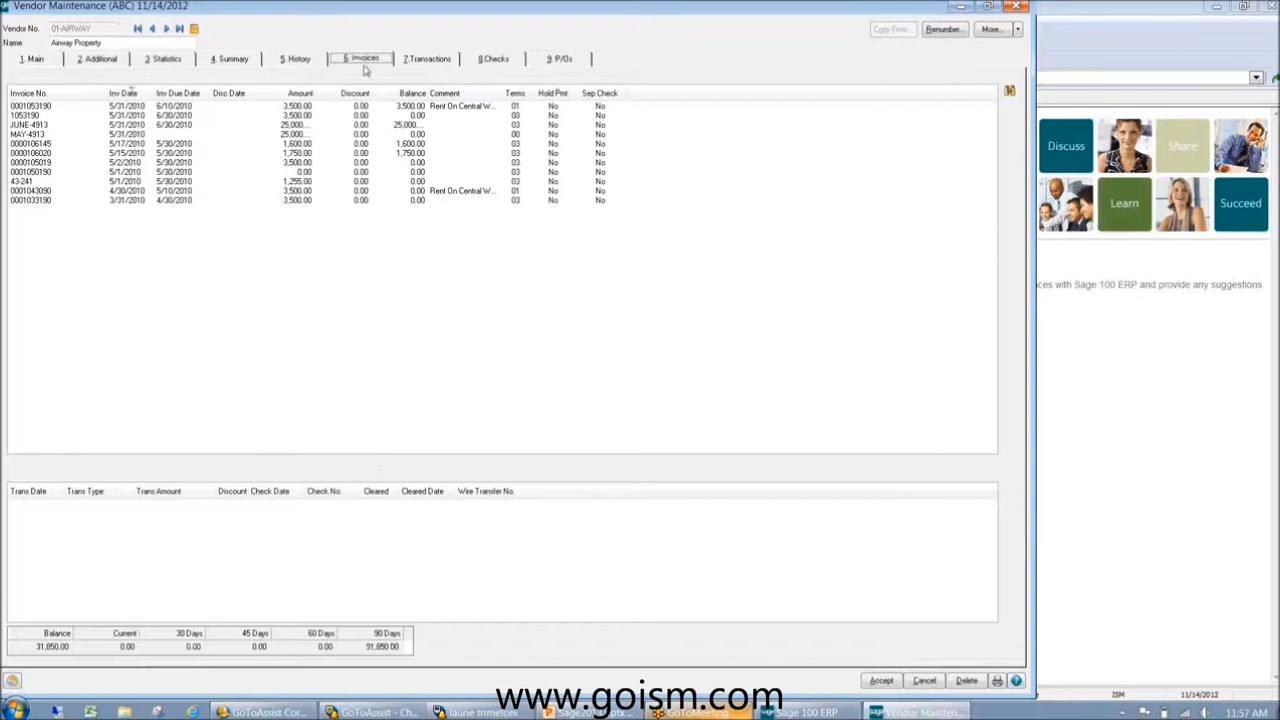 Vendor Maintenance (ABC) 11/14/2012
Vendor No. 01-AIRWAY
Copy From... Renumber... More...
Name Airway Property
1. Main 2. Additional 3. Statistics 4. Summary 5. History 6. Invoices 7. Transactions 8. Checks 9. P/Os
Invoice No. Inv Date Inv Due Date Disc Date Amount Discount Balance Comment Terms Hold Pmt Sep Check
0001053190 5/31/2010 6/10/2010 3,500.00 0.00 3,500.00 Rent On Central W... 01 No No
1053190 5/31/2010 6/30/2010 3,500.00 0.00 0.00 03 No No
JUNE-4913 5/31/2010 6/30/2010 25,000.... 0.00 25,000.... 03 No No
MAY-4913 5/31/2010 25,000.... 0.00 0.00 00 No No
0000106145 5/17/2010 5/30/2010 1,600.00 0.00 1,600.00 03 No No
0000106020 5/15/2010 5/30/2010 1,750.00 0.00 1,750.00 03 No No
0000105019 5/2/2010 5/30/2010 3,500.00 0.00 0.00 03 No No
0001050190 5/1/2010 5/30/2010 0.00 0.00 0.00 03 No No
43-241 5/1/2010 5/30/2010 1,255.00 0.00 0.00 03 No No
0001043090 4/30/2010 5/10/2010 3,500.00 0.00 0.00 Rent On Central W... 01 No No
0001033190 3/31/2010 4/30/2010 3,500.00 0.00 0.00 03 No No
Discuss Share
Learn Succeed
ces with Sage 100 ERP and provide any suggestions
Trans Date Trans Type Trans Amount Discount Check Date Check No. Cleared Cleared Date Wire Transfer No.
Balance Current 30 Days 45 Days 60 Days 90 Days
31,850.00 0.00 0.00 0.00 0.00 91,850.00
Accept Cancel Delete
ISM 11/14/2012
www.goism.com
GoToAssist Cor... GoToAssist - Ch... laurie trimeloni Sage2013.pptx ... GoToMeeting Sage 100 ERP Vendor Mainten... 11:57 AM